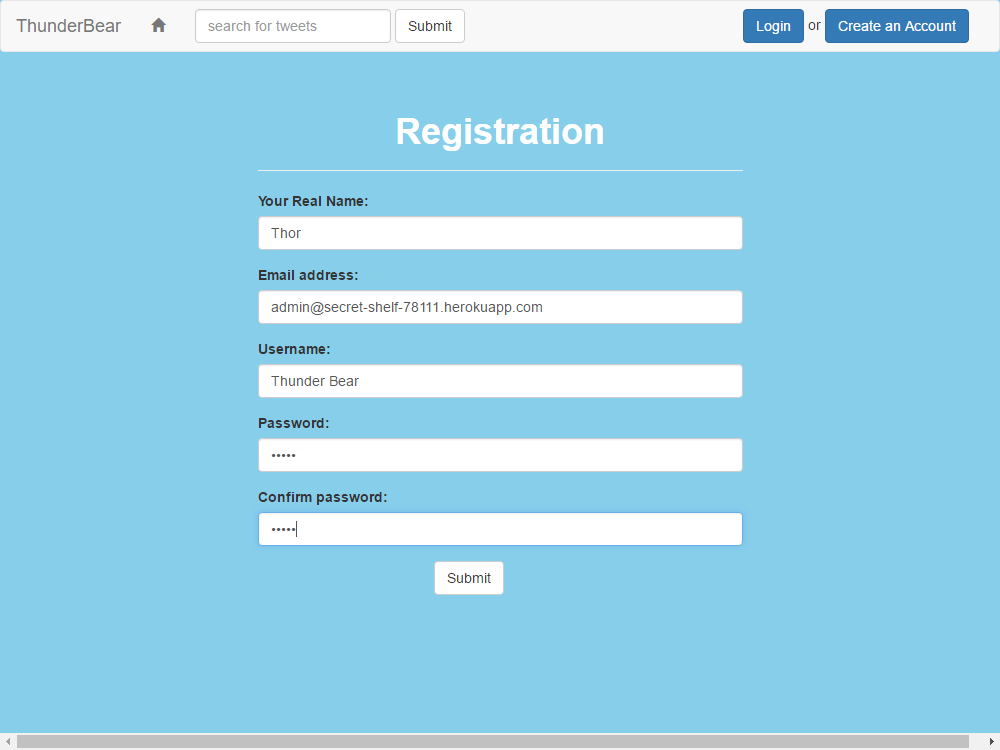 ThunderBear search for tweets Submit Login or Create an Account
Registration
Your Real Name:
Thor
Email address:
admin@secret-shelf-78111.herokuapp.com
Username:
Thunder Bear
Password:
•••••
Confirm password:
•••••
Submit